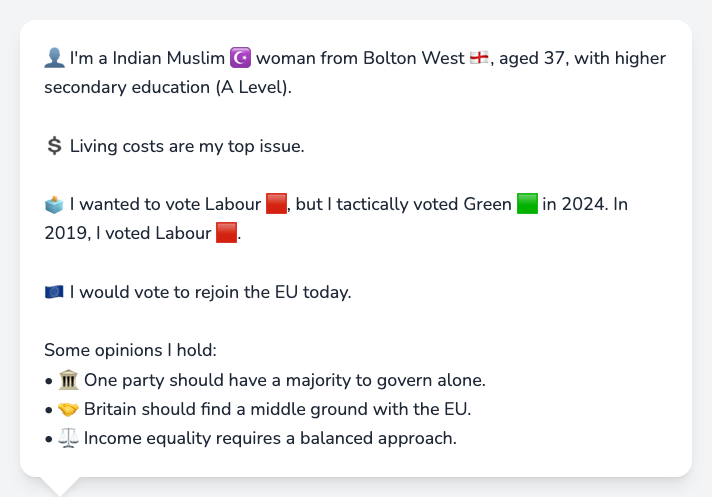 👤 I'm a Indian Muslim ☪️ woman from Bolton West 🏴󠁧󠁢󠁥󠁮󠁧󠁿, aged 37, with higher
secondary education (A Level).
💲 Living costs are my top issue.
🗳️ I wanted to vote Labour 🟥, but I tactically voted Green 🟩 in 2024. In
2019, I voted Labour 🟥.
🇪🇺 I would vote to rejoin the EU today.
Some opinions I hold:
• 🏛️ One party should have a majority to govern alone.
• 🤝 Britain should find a middle ground with the EU.
• ⚖️ Income equality requires a balanced approach.